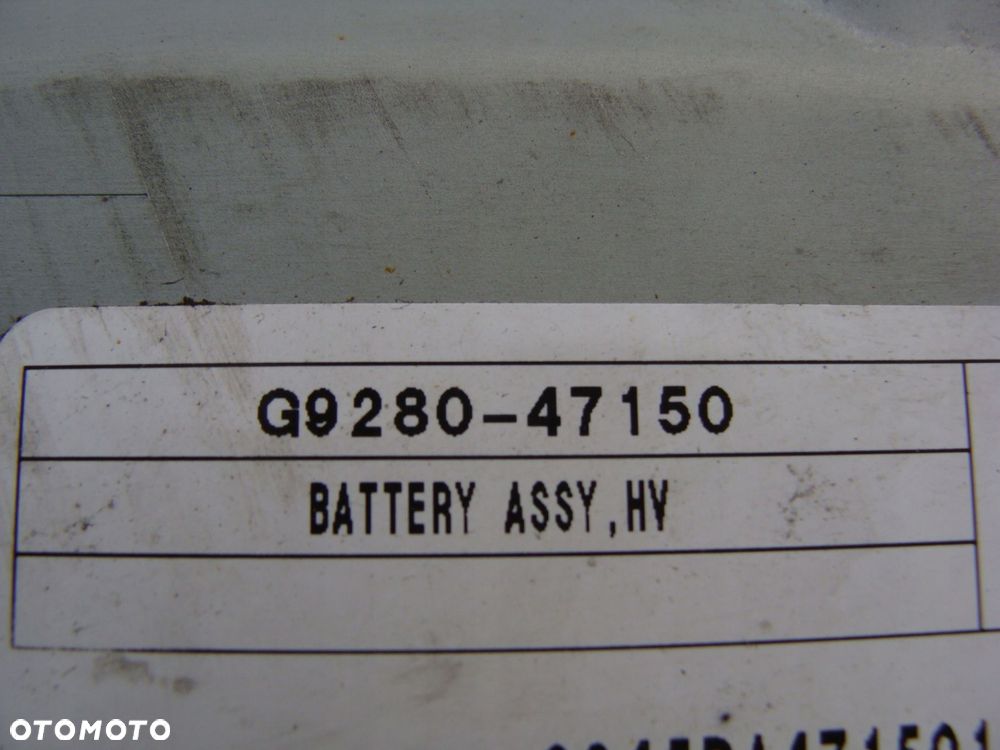 G9280-47150
BATTERY ASSY,HV
OTOMOTO